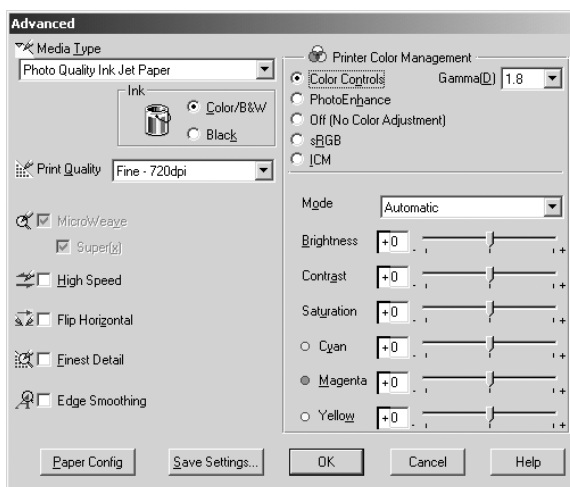 Advanced
Media Type
Photo Quality Ink Jet Paper
Ink
Color/B&W
Black
Print Quality Fine - 720dpi
MicroWeave
Super(x)
High Speed
Flip Horizontal
Finest Detail
Edge Smoothing
Printer Color Management
Color Controls Gamma(D) 1.8
PhotoEnhance
Off (No Color Adjustment)
sRGB
ICM
Mode Automatic
Brightness +0 - +
Contrast +0 - +
Saturation +0 - +
Cyan +0 - +
Magenta +0 - +
Yellow +0 - +
Paper Config Save Settings... OK Cancel Help